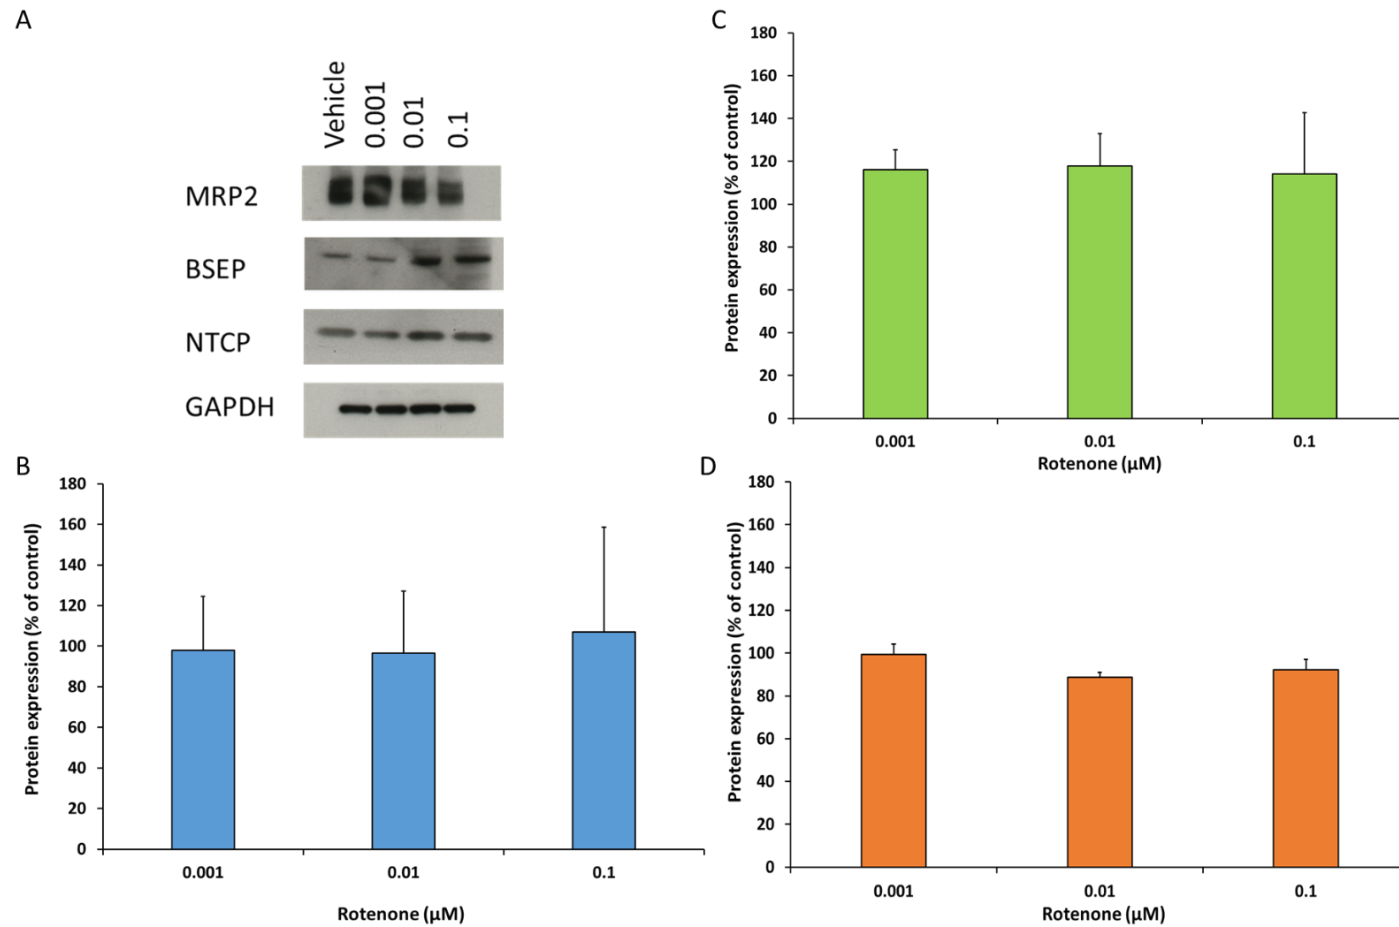 A
Vehicle
0.001
0.01
0.1
MRP2
BSEP
NTCP
GAPDH
B
Protein expression (% of control)
180
160
140
120
100
80
60
40
20
0
0.001 0.01 0.1
Rotenone (µM)
C
Protein expression (% of control)
180
160
140
120
100
80
60
40
20
0
0.001 0.01 0.1
Rotenone (µM)
D
Protein expression (% of control)
180
160
140
120
100
80
60
40
20
0
0.001 0.01 0.1
Rotenone (µM)